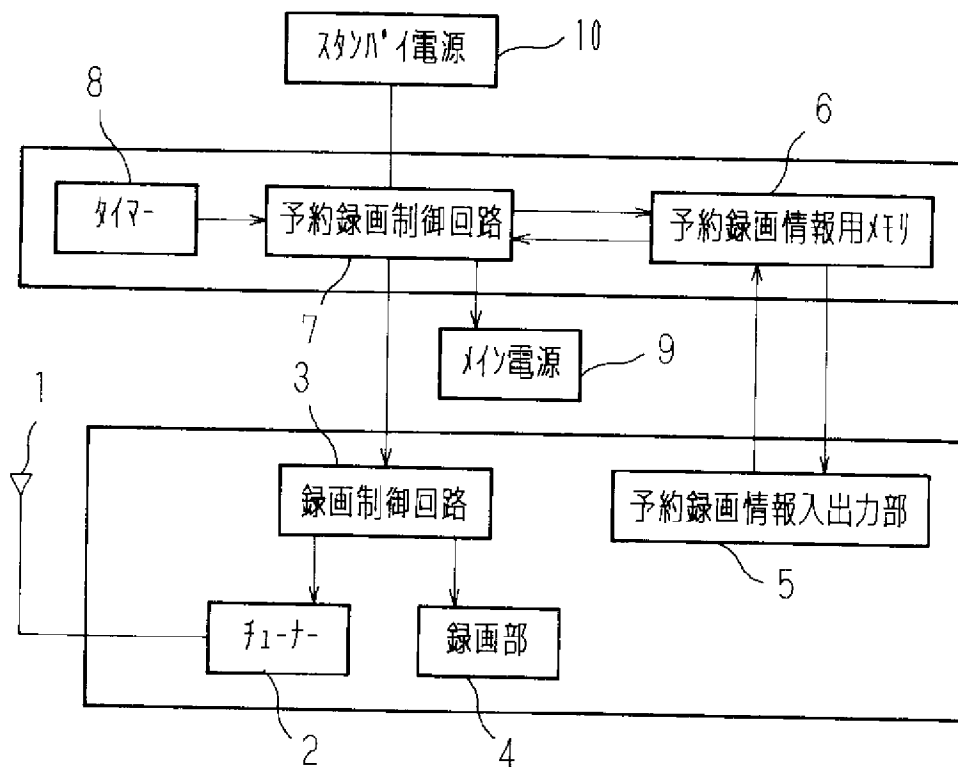 スタンバイ電源
10
8
6
タイマー
予約録画制御回路
予約録画情報用メモリ
7
メイン電源
9
1
3
録画制御回路
予約録画情報入出力部
5
チューナー
録画部
2
4